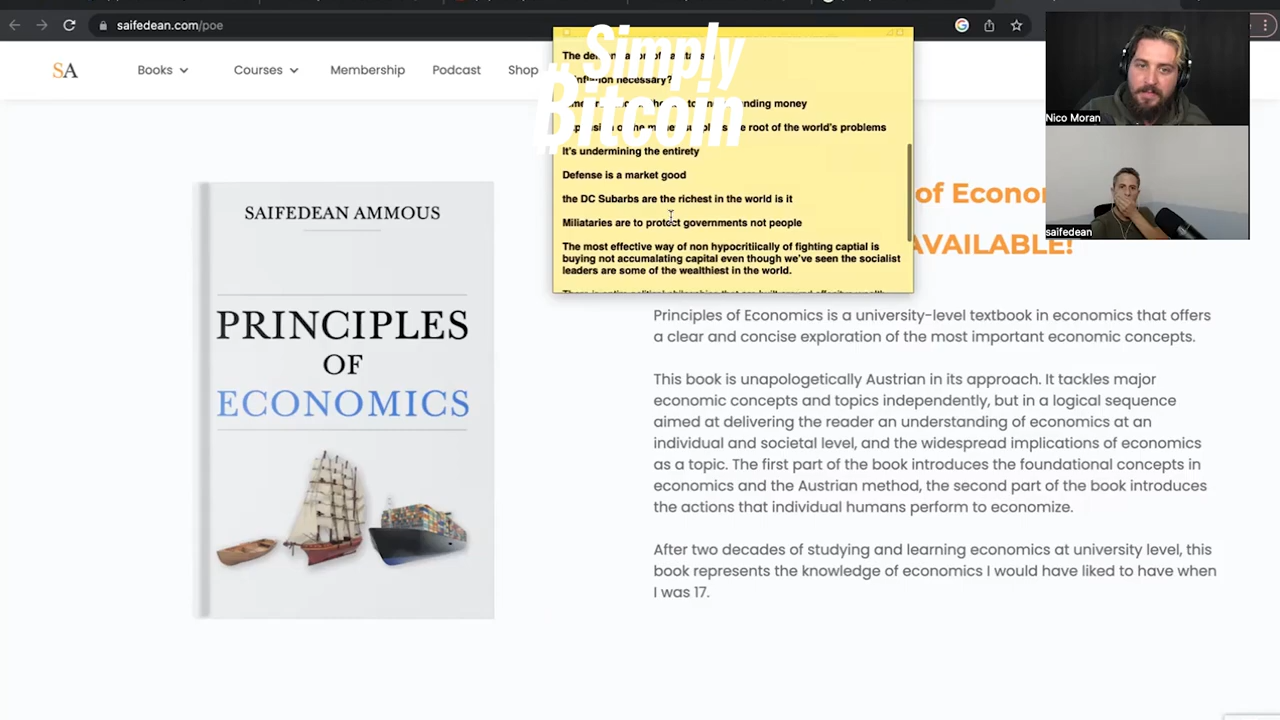 saifedean.com/poe
SA
Books
Courses
Membership
Podcast
Shop
Simply
Bitcoin
necessary?
money
root of the world's problems
It's undermining the entirety
Defense is a market good
the DC Subarbs are the richest in the world is it
Miliataries are to protect governments not people
The most effective way of non hypocritiically of fighting captial is
buying not accumalating capital even though we've seen the socialist
leaders are some of the wealthiest in the world.
Nico Moran
saifedean
of
AVAILABLE!
SAIFEDEAN AMMOUS
PRINCIPLES
OF
ECONOMICS
Principles of Economics is a university-level textbook in economics that offers
a clear and concise exploration of the most important economic concepts.
This book is unapologetically Austrian in its approach. It tackles major
economic concepts and topics independently, but in a logical sequence
aimed at delivering the reader an understanding of economics at an
individual and societal level, and the widespread implications of economics
as a topic. The first part of the book introduces the foundational concepts in
economics and the Austrian method, the second part of the book introduces
the actions that individual humans perform to economize.
After two decades of studying and learning economics at university level, this
book represents the knowledge of economics I would have liked to have when
I was 17.